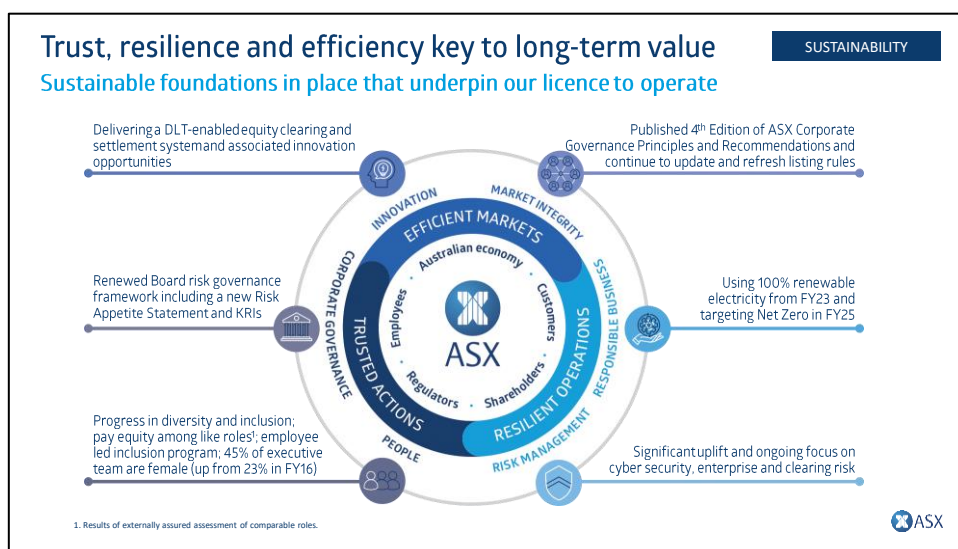 Trust, resilience and efficiency key to long-term value
SUSTAINABILITY
Sustainable foundations in place that underpin our licence to operate
Delivering a DLT-enabled equity clearing and
settlement system and associated innovation
opportunities
Published 4th Edition of ASX Corporate
Governance Principles and Recommendations and
continue to update and refresh listing rules
Renewed Board risk governance
framework including a new Risk
Appetite Statement and KRIs
Using 100% renewable
electricity from FY23 and
targeting Net Zero in FY25
Progress in diversity and inclusion;
pay equity among like roles¹; employee
led inclusion program; 45% of executive
team are female (up from 23% in FY16)
Significant uplift and ongoing focus on
cyber security, enterprise and clearing risk
INNOVATION
MARKET INTEGRITY
RESPONSIBLE BUSINESS
RISK MANAGEMENT
PEOPLE
CORPORATE GOVERNANCE
EFFICIENT MARKETS
RESILIENT OPERATIONS
TRUSTED ACTIONS
Australian economy
Customers
Shareholders
Regulators
Employees
ASX
1. Results of externally assured assessment of comparable roles.
ASX